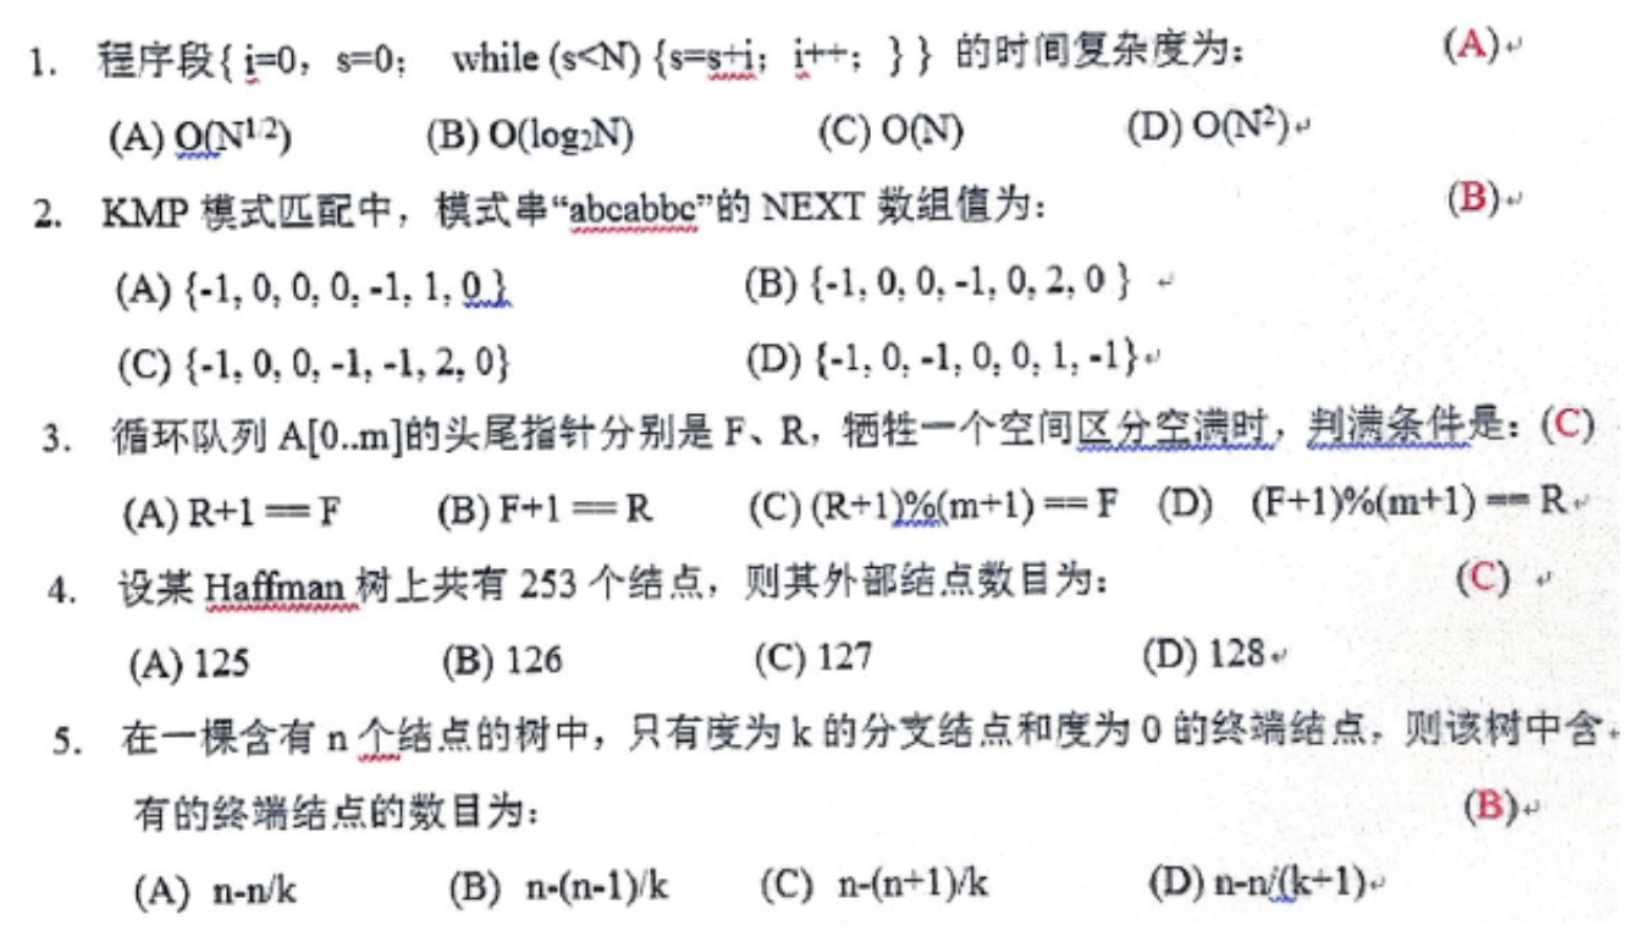 1. 程序段{ i=0，s=0； while (s<N) {s=s+i；i++；} } 的时间复杂度为： (A)
(A) O(N^1/2) (B) O(log₂N) (C) O(N) (D) O(N²)
2. KMP 模式匹配中，模式串“abcabbc”的 NEXT 数组值为： (B)
(A) {-1, 0, 0, 0, -1, 1, 0 } (B) {-1, 0, 0, -1, 0, 2, 0 }
(C) {-1, 0, 0, -1, -1, 2, 0} (D) {-1, 0, -1, 0, 0, 1, -1}
3. 循环队列 A[0..m]的头尾指针分别是 F、R，牺牲一个空间区分空满时，判满条件是：(C)
(A) R+1 == F (B) F+1 == R (C) (R+1)%(m+1) == F (D) (F+1)%(m+1) == R
4. 设某 Haffman 树上共有 253 个结点，则其外部结点数目为： (C)
(A) 125 (B) 126 (C) 127 (D) 128
5. 在一棵含有 n 个结点的树中，只有度为 k 的分支结点和度为 0 的终端结点，则该树中含
有的终端结点的数目为： (B)
(A) n-n/k (B) n-(n-1)/k (C) n-(n+1)/k (D) n-n/(k+1)